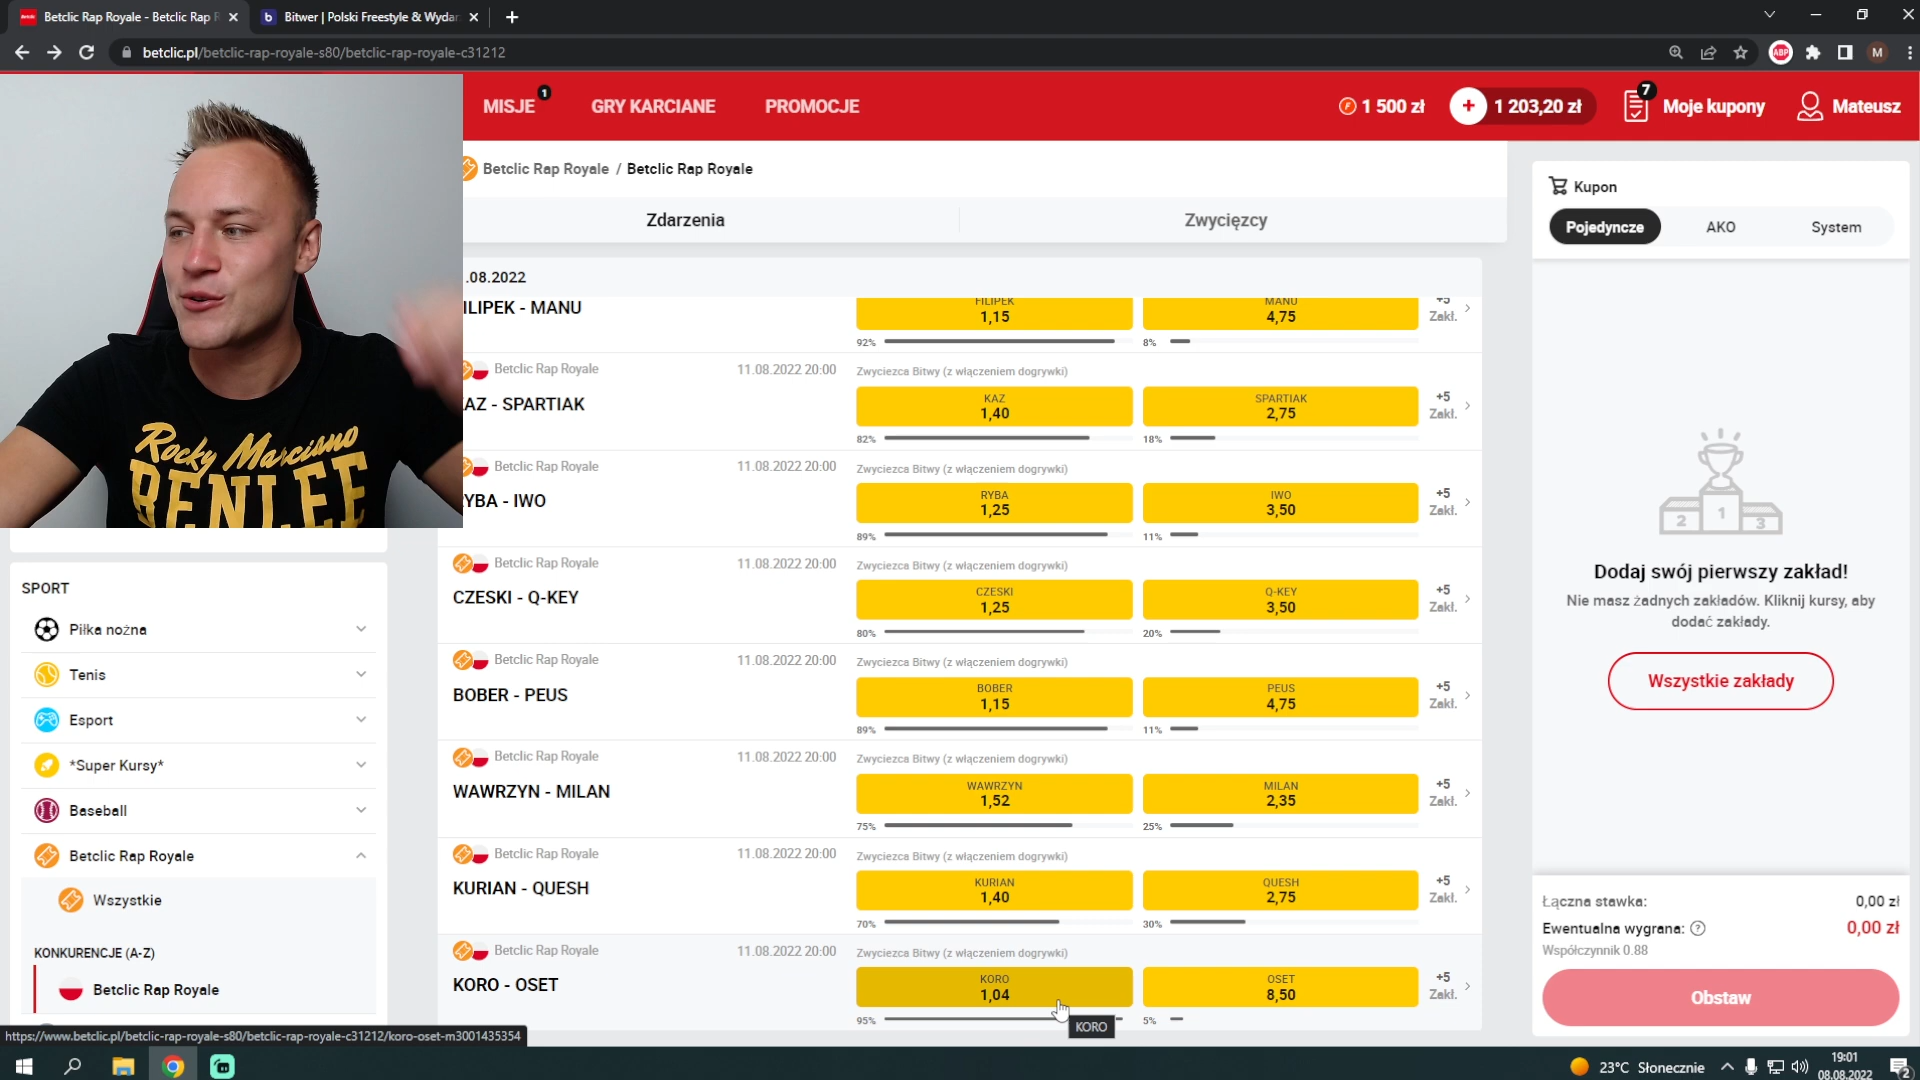 Betclic Rap Royale - Betclic Rap R
Bitwer | Polski Freestyle & Wydar
betclic.pl/betclic-rap-royale-s80/betclic-rap-royale-c31212
ABP
M
MISJE
1
GRY KARCIANE
PROMOCJE
1 500 zł
+
1 203,20 zł
7
Moje kupony
Mateusz
Betclic Rap Royale / Betclic Rap Royale
Zdarzenia
Zwycięzcy
.08.2022
ILIPEK - MANU
FILIPEK
1,15
MANU
4,75
+5
Zakł.
92%
8%
Betclic Rap Royale
11.08.2022 20:00
Zwyciezca Bitwy (z włączeniem dogrywki)
AZ - SPARTIAK
KAZ
1,40
SPARTIAK
2,75
+5
Zakł.
82%
18%
Betclic Rap Royale
11.08.2022 20:00
Zwyciezca Bitwy (z włączeniem dogrywki)
YBA - IWO
RYBA
1,25
IWO
3,50
+5
Zakł.
89%
11%
Betclic Rap Royale
11.08.2022 20:00
Zwyciezca Bitwy (z włączeniem dogrywki)
CZESKI - Q-KEY
CZESKI
1,25
Q-KEY
3,50
+5
Zakł.
80%
20%
Betclic Rap Royale
11.08.2022 20:00
Zwyciezca Bitwy (z włączeniem dogrywki)
BOBER - PEUS
BOBER
1,15
PEUS
4,75
+5
Zakł.
89%
11%
Betclic Rap Royale
11.08.2022 20:00
Zwyciezca Bitwy (z włączeniem dogrywki)
WAWRZYN - MILAN
WAWRZYN
1,52
MILAN
2,35
+5
Zakł.
75%
25%
Betclic Rap Royale
11.08.2022 20:00
Zwyciezca Bitwy (z włączeniem dogrywki)
KURIAN - QUESH
KURIAN
1,40
QUESH
2,75
+5
Zakł.
70%
30%
Betclic Rap Royale
11.08.2022 20:00
Zwyciezca Bitwy (z włączeniem dogrywki)
KORO - OSET
KORO
1,04
OSET
8,50
+5
Zakł.
95%
5%
KORO
Rocky Marciano
BENLEE
SPORT
Piłka nożna
Tenis
Esport
*Super Kursy*
Baseball
Betclic Rap Royale
Wszystkie
KONKURENCJE (A-Z)
Betclic Rap Royale
Kupon
Pojedyncze
AKO
System
2 1 3
Dodaj swój pierwszy zakład!
Nie masz żadnych zakładów. Kliknij kursy, aby
dodać zakłady.
Wszystkie zakłady
Łączna stawka:
0,00 zł
Ewentualna wygrana: ?
0,00 zł
Współczynnik 0.88
Obstaw
https://www.betclic.pl/betclic-rap-royale-s80/betclic-rap-royale-c31212/koro-oset-m3001435354
23°C Słonecznie
19:01
08.08.2022
2